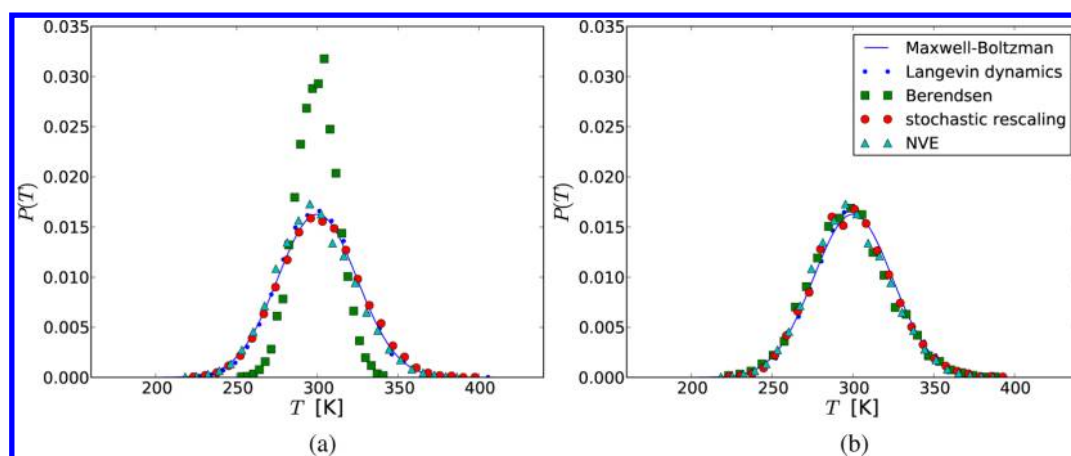 0.035
0.030
0.025
0.020
0.015
0.010
0.005
0.000
P(T)
200 250 300 350 400
T [K]
(a)
0.035
0.030
0.025
0.020
0.015
0.010
0.005
0.000
P(T)
200 250 300 350 400
T [K]
(b)
Maxwell-Boltzman
Langevin dynamics
Berendsen
stochastic rescaling
NVE